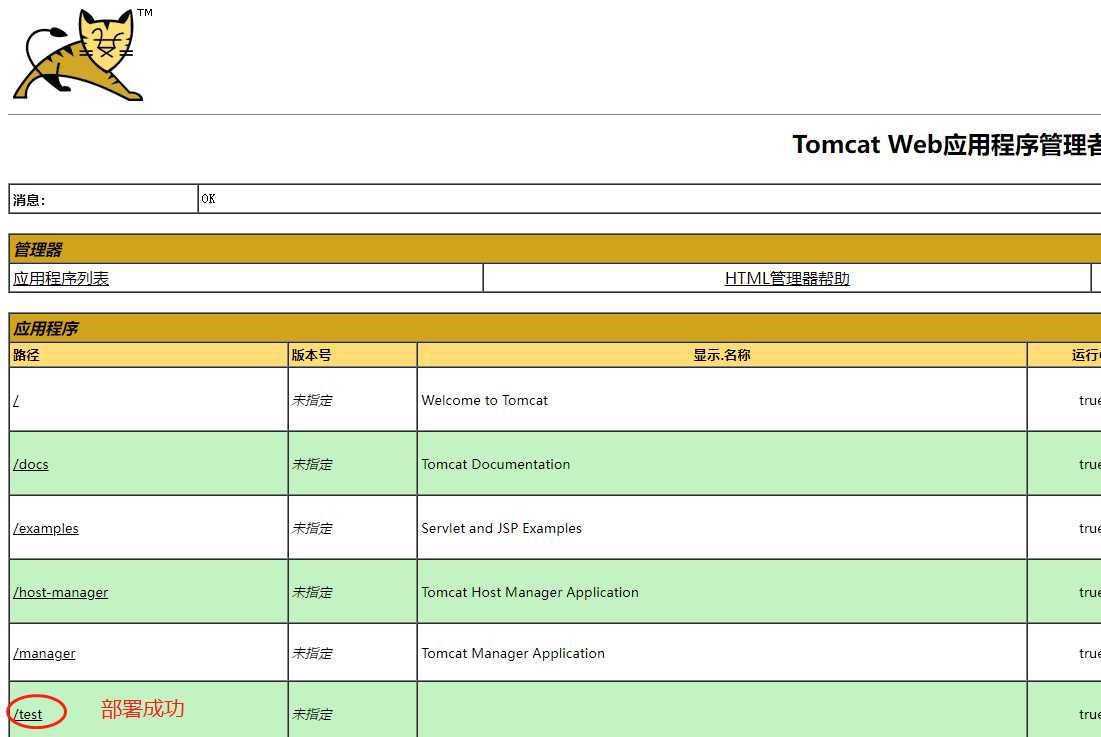 TM
Tomcat Web应用程序管理者
消息: OK
管理器
应用程序列表 HTML管理器帮助
应用程序
路径 版本号 显示.名称 运行
/ 未指定 Welcome to Tomcat true
/docs 未指定 Tomcat Documentation true
/examples 未指定 Servlet and JSP Examples true
/host-manager 未指定 Tomcat Host Manager Application true
/manager 未指定 Tomcat Manager Application true
/test 部署成功 未指定 true